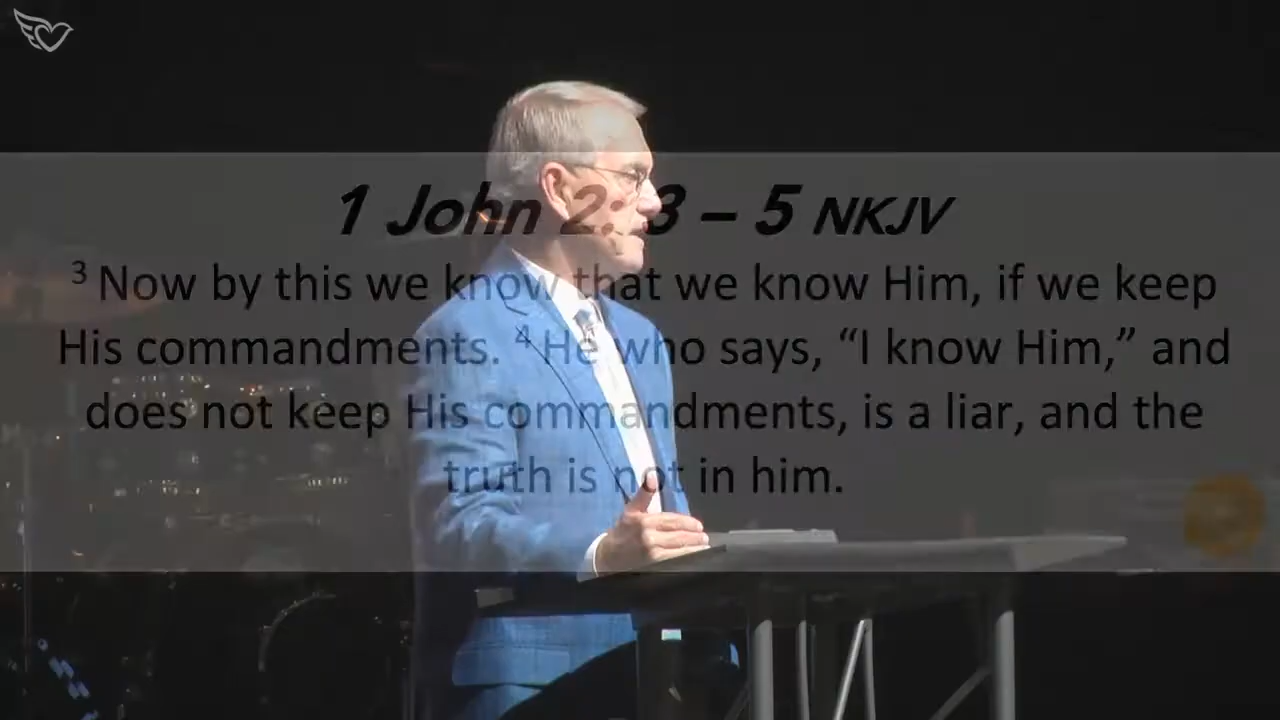 1 John 2: 3 – 5 NKJV
3 Now by this we know that we know Him, if we keep
His commandments. 4 He who says, “I know Him,” and
does not keep His commandments, is a liar, and the
truth is not in him.